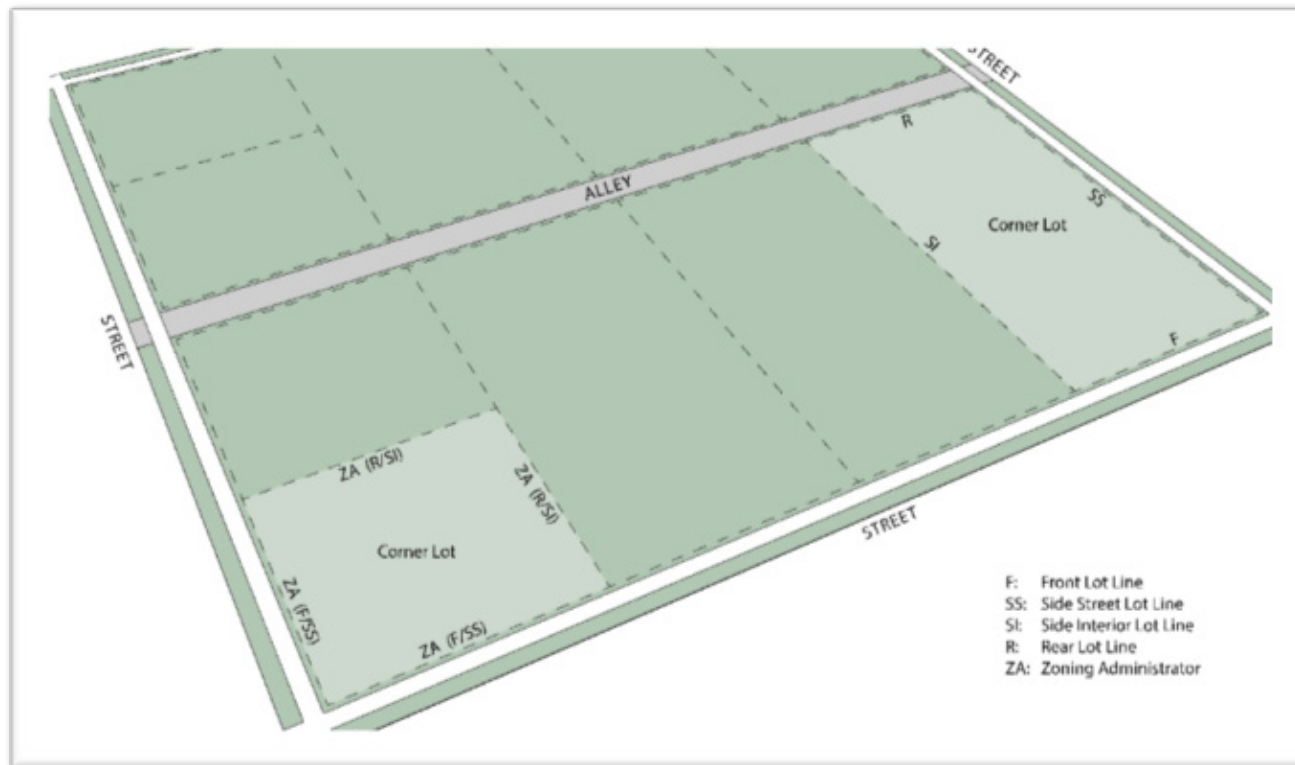 STREET
R
ALLEY
SS
Corner Lot
SI
STREET
F
ZA (R/SI)
ZA (R/SI)
Corner Lot
STREET
ZA (F/SS)
ZA (F/SS)
F: Front Lot Line
SS: Side Street Lot Line
SI: Side Interior Lot Line
R: Rear Lot Line
ZA: Zoning Administrator